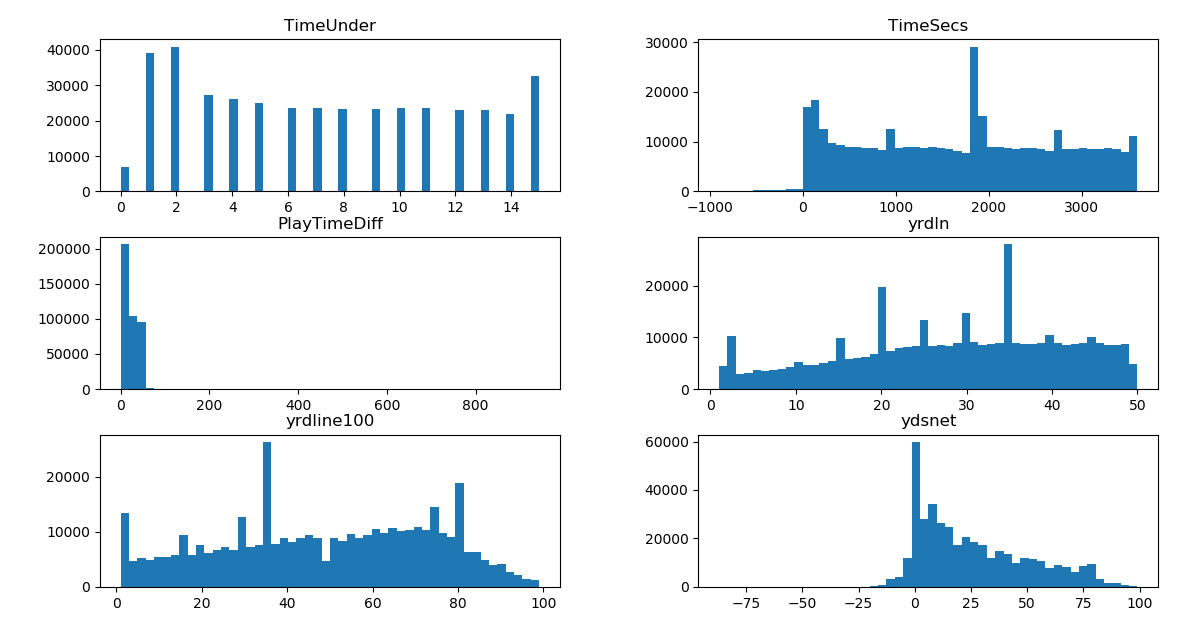 TimeUnder
40000
30000
20000
10000
0
0 2 4 6 8 10 12 14
TimeSecs
30000
20000
10000
0
−1000 0 1000 2000 3000
PlayTimeDiff
200000
150000
100000
50000
0
0 200 400 600 800
yrdln
20000
10000
0
0 10 20 30 40 50
yrdline100
20000
10000
0
0 20 40 60 80 100
ydsnet
60000
40000
20000
0
−75 −50 −25 0 25 50 75 100